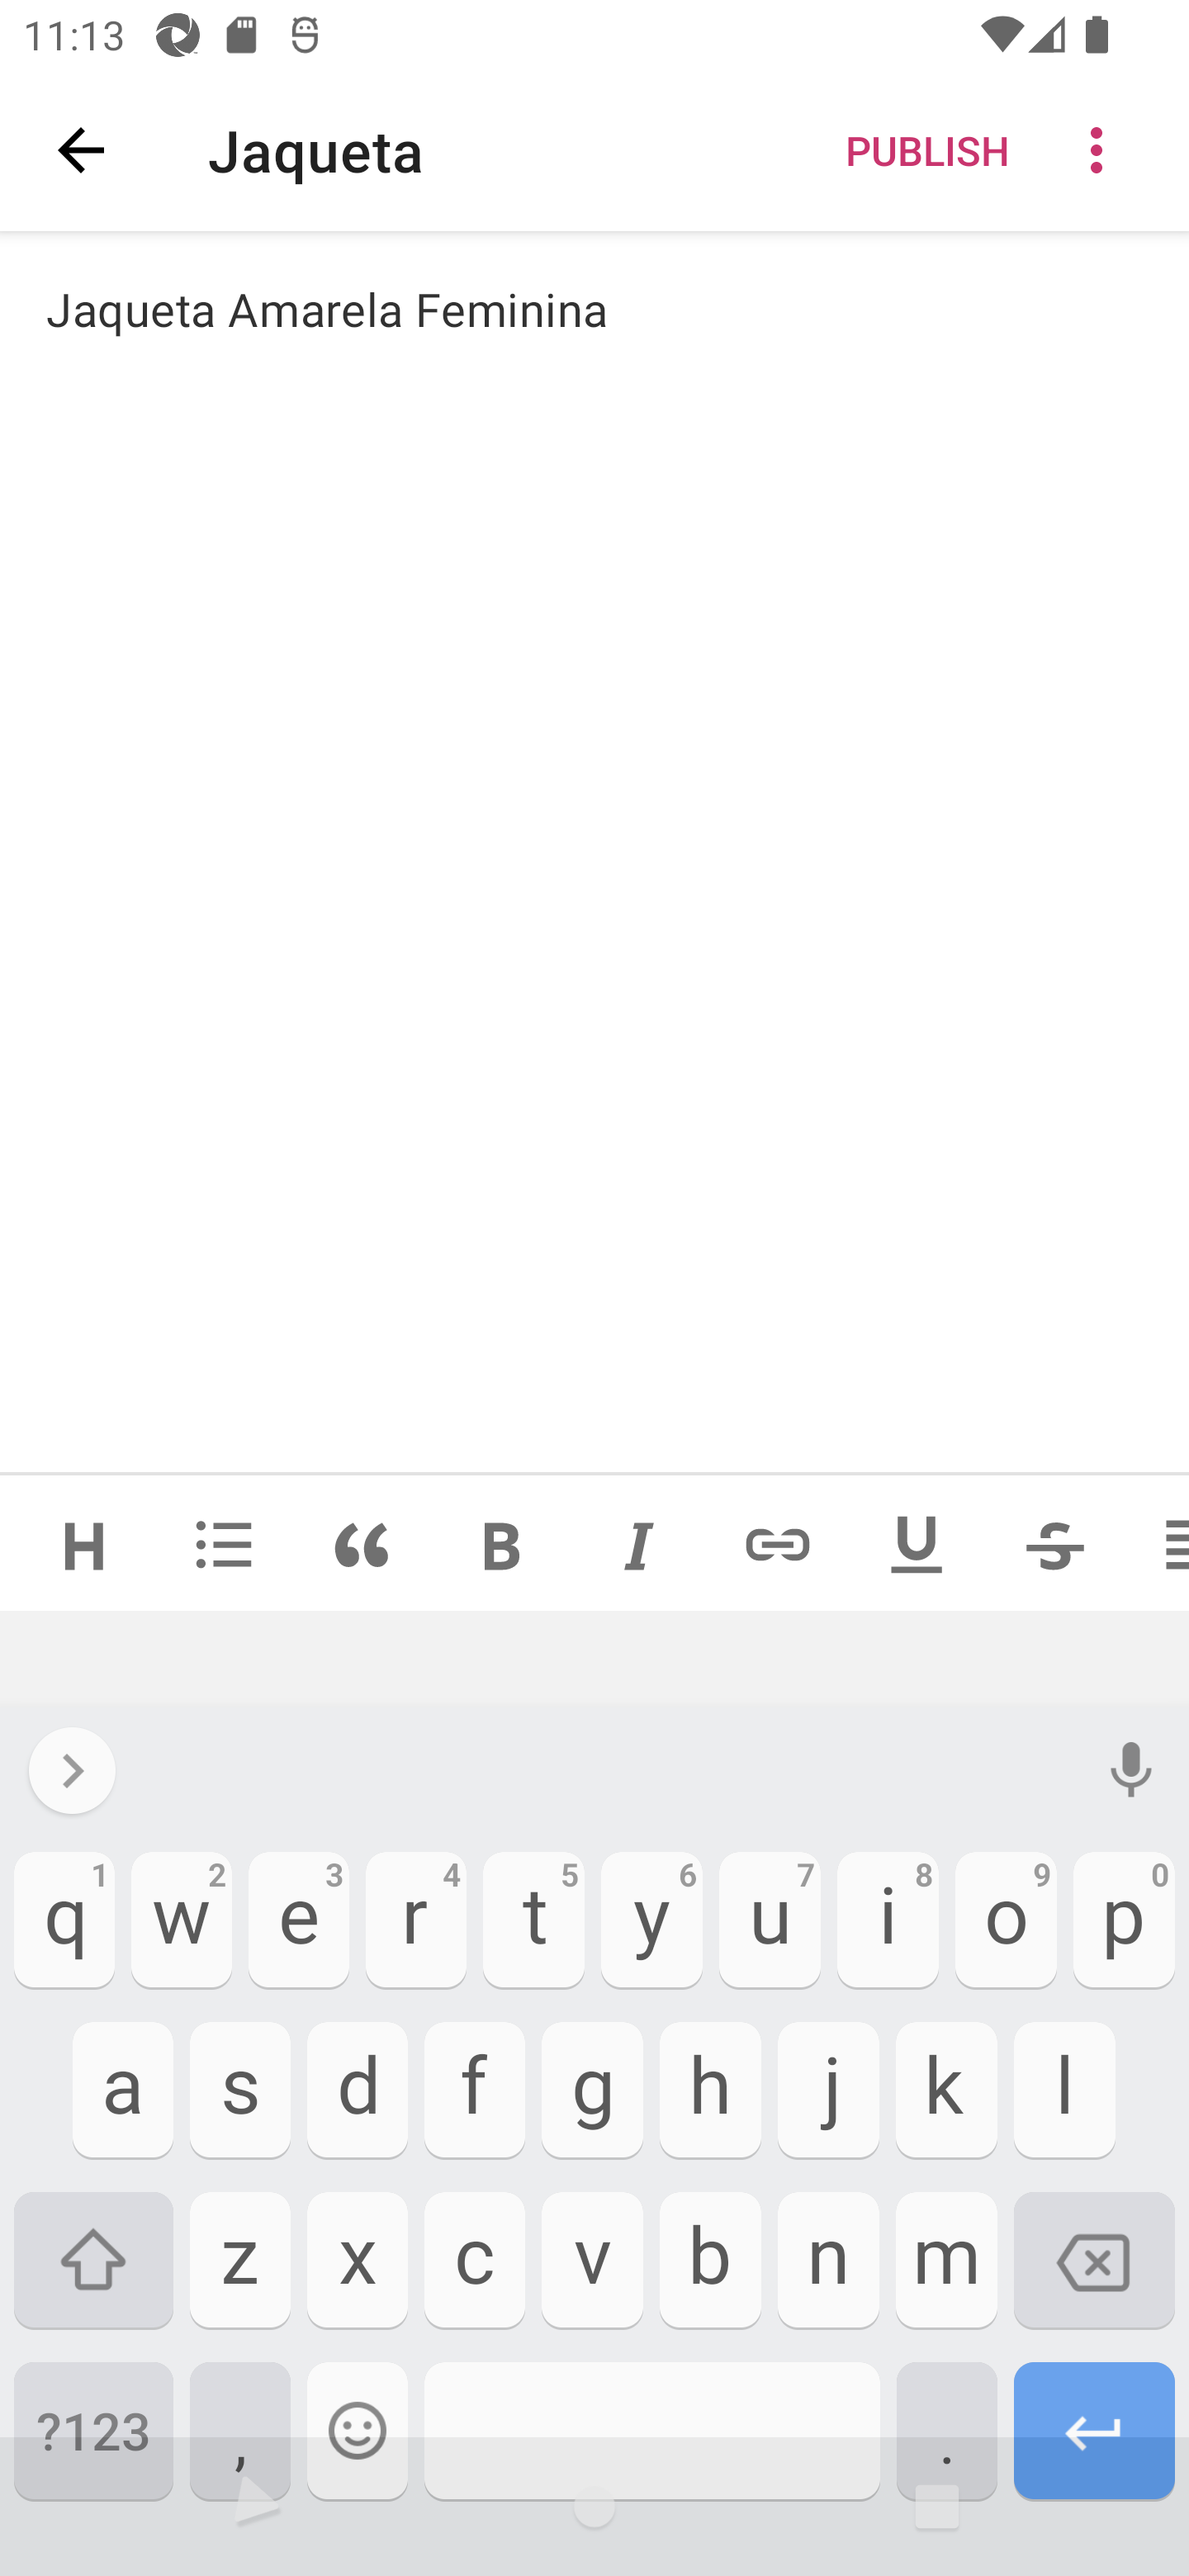 11:13
Jaqueta
PUBLISH
Jaqueta Amarela Feminina
H B I U S
1 2 3 4 5 6 7 8 9 0
q w e r t y u i o p
a s d f g h j k l
z x c v b n m
?123 , .